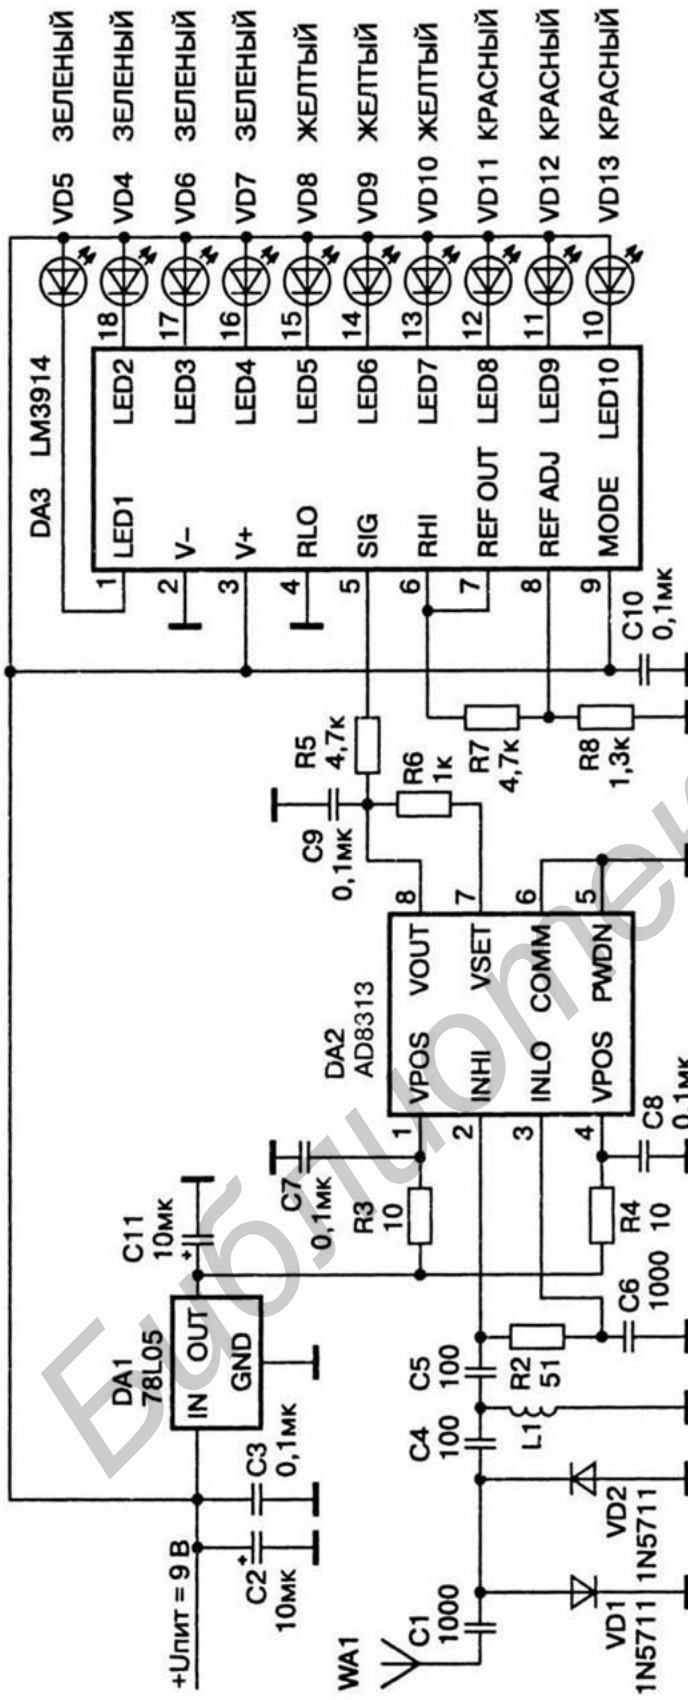 +Uпит = 9 В
C2
+
10мк
C3
0,1мк
DA1
78L05
IN
OUT
GND
C11
10мк
+
WA1
C1
1000
VD1
1N5711
VD2
1N5711
C4
100
L1
C5
100
R2
51
C6
1000
R3
10
R4
10
C7
0,1мк
C8
0,1мк
DA2
AD8313
1
VPOS
VOUT
8
2
INHI
VSET
7
3
INLO
COMM
6
4
VPOS
PWDN
5
C9
0,1мк
R5
4,7к
R6
1к
R7
4,7к
R8
1,3к
C10
0,1мк
DA3
LM3914
1
LED1
2
V–
LED2
18
3
V+
LED3
17
4
RLO
LED4
16
5
SIG
LED5
15
6
RHI
LED6
14
7
REF OUT
LED7
13
8
REF ADJ
LED8
12
9
MODE
LED9
11
LED10
10
VD5 ЗЕЛЕНЫЙ
VD4 ЗЕЛЕНЫЙ
VD6 ЗЕЛЕНЫЙ
VD7 ЗЕЛЕНЫЙ
VD8 ЖЕЛТЫЙ
VD9 ЖЕЛТЫЙ
VD10 ЖЕЛТЫЙ
VD11 КРАСНЫЙ
VD12 КРАСНЫЙ
VD13 КРАСНЫЙ